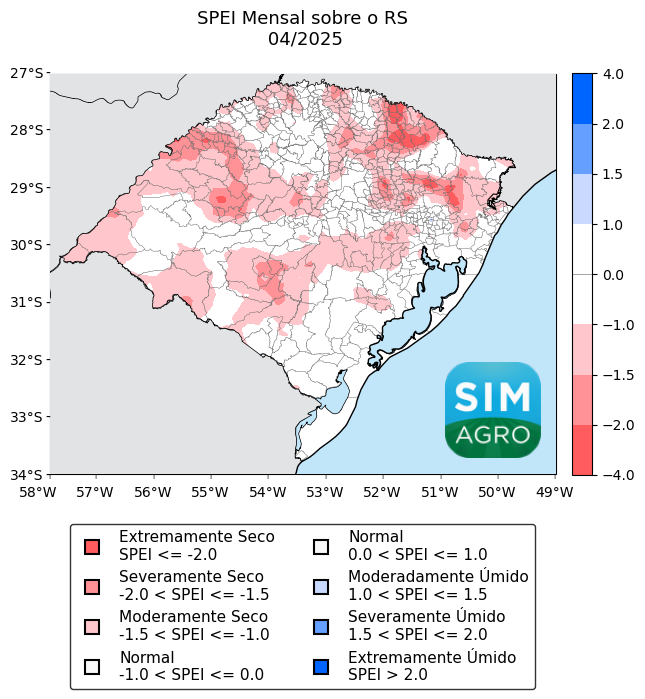 SPEI Mensal sobre o RS
04/2025
27°S
28°S
29°S
30°S
31°S
32°S
33°S
34°S
58°W 57°W 56°W 55°W 54°W 53°W 52°W 51°W 50°W 49°W
4.0
2.0
1.5
1.0
0.0
−1.0
−1.5
−2.0
−4.0
SIM
AGRO
Extremamente Seco
SPEI <= -2.0
Severamente Seco
-2.0 < SPEI <= -1.5
Moderamente Seco
-1.5 < SPEI <= -1.0
Normal
-1.0 < SPEI <= 0.0
Normal
0.0 < SPEI <= 1.0
Moderadamente Úmido
1.0 < SPEI <= 1.5
Severamente Úmido
1.5 < SPEI <= 2.0
Extremamente Úmido
SPEI > 2.0